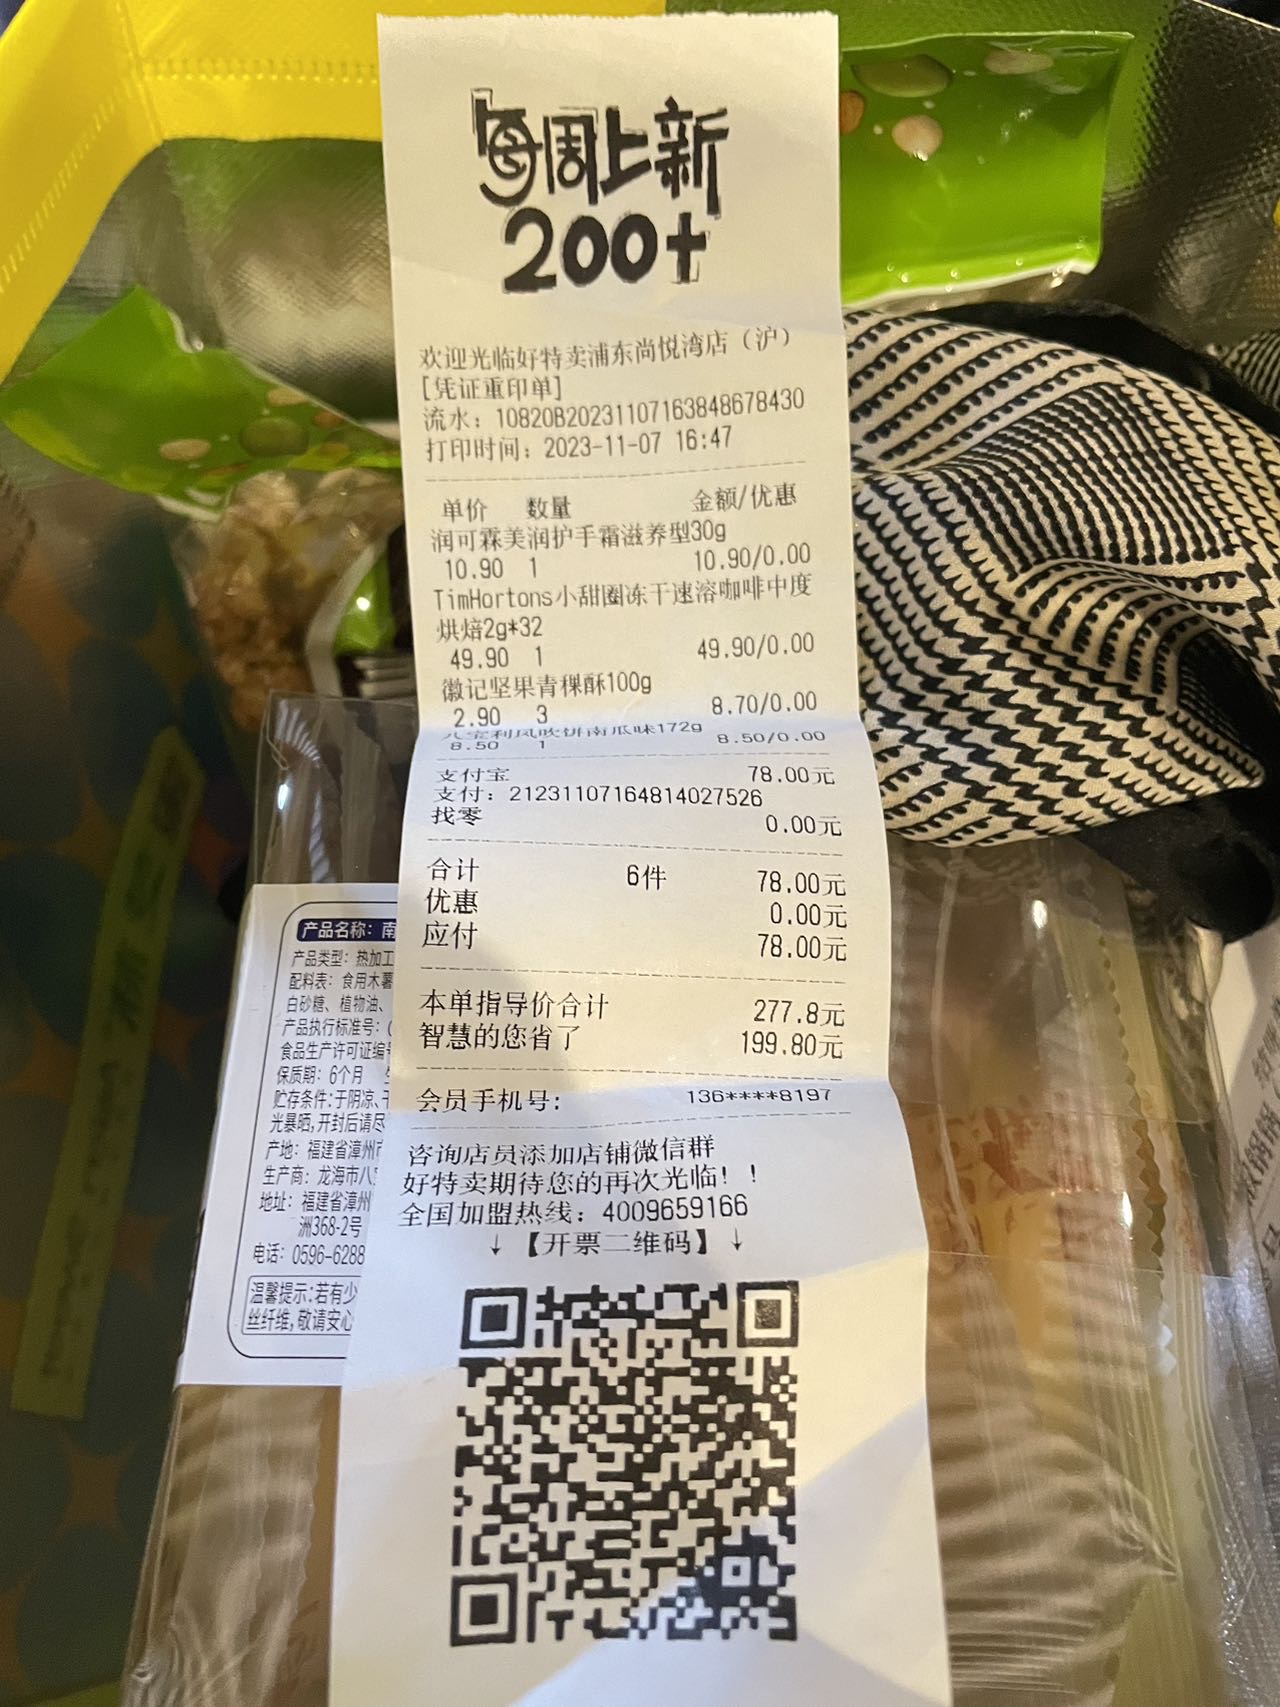 每周上新
200+
欢迎光临好特卖浦东尚悦湾店（沪）
[凭证重印单]
流水：10820B20231107163848678430
打印时间：2023-11-07 16:47
单价 数量 金额/优惠
润可霖美润护手霜滋养型30g
10.90 1 10.90/0.00
TimHortons小甜圈冻干速溶咖啡中度
烘焙2g*32
49.90 1 49.90/0.00
徽记坚果青稞酥100g
2.90 3 8.70/0.00
八宝利风吹饼南瓜味172g
8.50 1 8.50/0.00
支付宝 78.00元
支付：21231107164814027526
找零 0.00元
合计 6件 78.00元
优惠 0.00元
应付 78.00元
本单指导价合计 277.8元
智慧的您省了 199.80元
会员手机号： 136****8197
咨询店员添加店铺微信群
好特卖期待您的再次光临！！
全国加盟热线：4009659166
↓【开票二维码】↓
产品名称：南
产品类型：热加工
配料表：食用木薯
白砂糖、植物油、
产品执行标准号：
食品生产许可证编
保质期：6个月
贮存条件：于阴凉、
光暴晒，开封后请尽
产地：福建省漳州
生产商：龙海市八
地址：福建省漳州
洲368-2号
电话：0596-6288
温馨提示：若有少
丝纤维，敬请安心